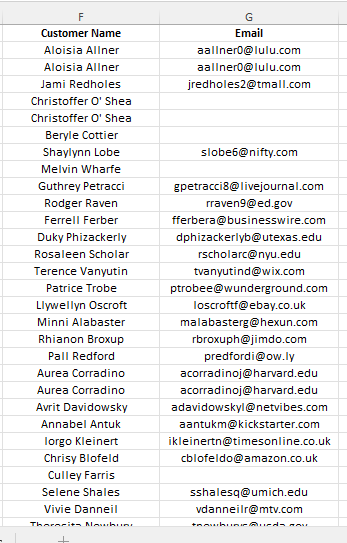 F G
Customer Name Email
Aloisia Allner aallner0@lulu.com
Aloisia Allner aallner0@lulu.com
Jami Redholes jredholes2@tmall.com
Christoffer O' Shea
Christoffer O' Shea
Beryle Cottier
Shaylynn Lobe slobe6@nifty.com
Melvin Wharfe
Guthrey Petracci gpetracci8@livejournal.com
Rodger Raven rraven9@ed.gov
Ferrell Ferber fferbera@businesswire.com
Duky Phizackerly dphizackerlyb@utexas.edu
Rosaleen Scholar rscholarc@nyu.edu
Terence Vanyutin tvanyutind@wix.com
Patrice Trobe ptrobee@wunderground.com
Llywellyn Oscroft loscroftf@ebay.co.uk
Minni Alabaster malabasterg@hexun.com
Rhianon Broxup rbroxuph@jimdo.com
Pall Redford predfordi@ow.ly
Aurea Corradino acorradinoj@harvard.edu
Aurea Corradino acorradinoj@harvard.edu
Avrit Davidowsky adavidowskyl@netvibes.com
Annabel Antuk aantukm@kickstarter.com
Iorgo Kleinert ikleinertn@timesonline.co.uk
Chrisy Blofeld cblofeldo@amazon.co.uk
Culley Farris
Selene Shales sshalesq@umich.edu
Vivie Danneil vdanneilr@mtv.com
Theresita Newbury tnewburys@usda.gov